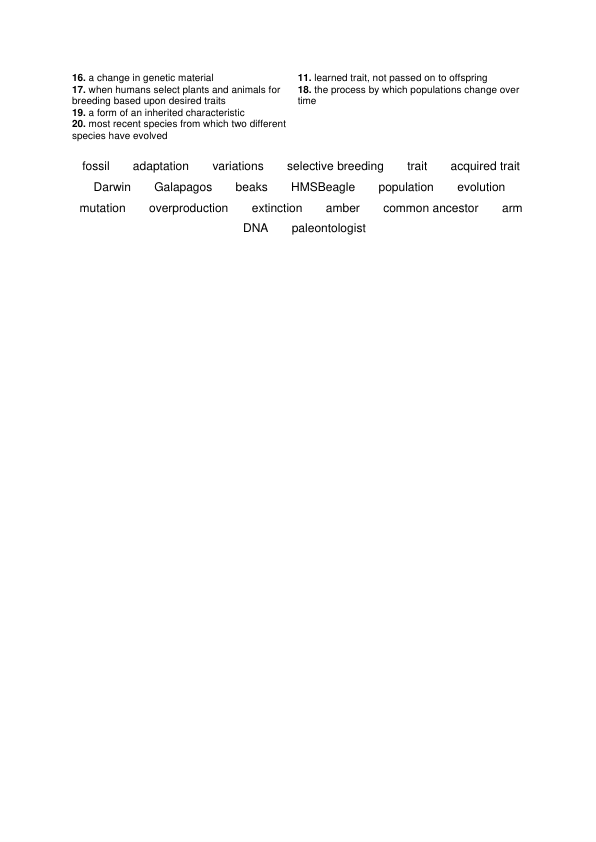 16. a change in genetic material
17. when humans select plants and animals for
breeding based upon desired traits
19. a form of an inherited characteristic
20. most recent species from which two different
species have evolved
11. learned trait, not passed on to offspring
18. the process by which populations change over
time
fossil adaptation variations selective breeding trait acquired trait
Darwin Galapagos beaks HMSBeagle population evolution
mutation overproduction extinction amber common ancestor arm
DNA paleontologist